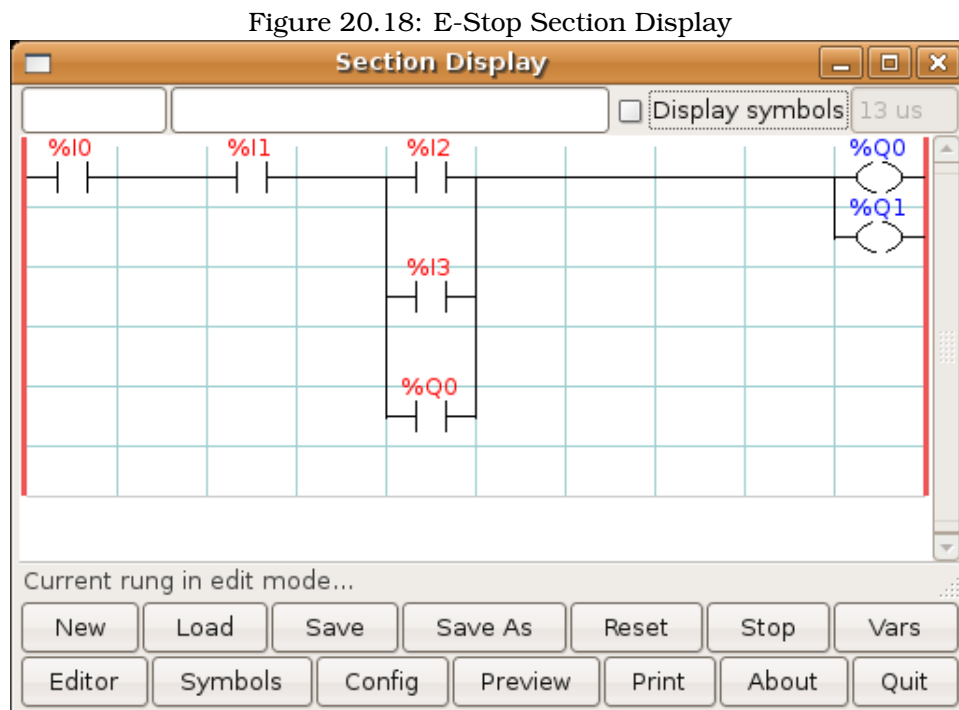 Figure 20.18: E-Stop Section Display
Section Display
Display symbols 13 us
%I0 %I1 %I2 %Q0
%Q1
%I3
%Q0
Current rung in edit mode...
New Load Save Save As Reset Stop Vars
Editor Symbols Config Preview Print About Quit